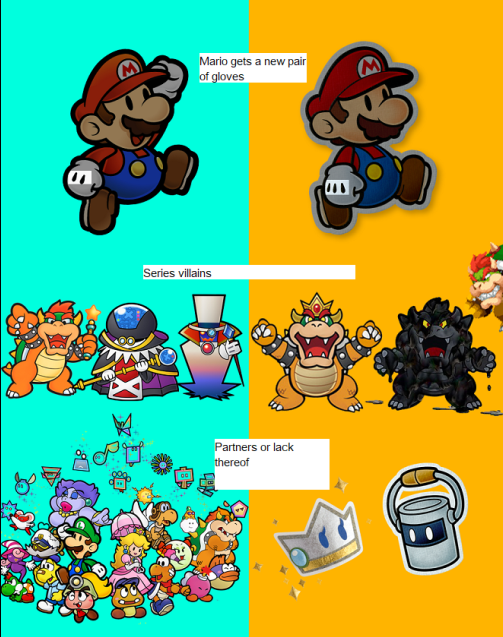 Mario gets a new pair
of gloves
M
M
Series villains
Partners or lack
thereof